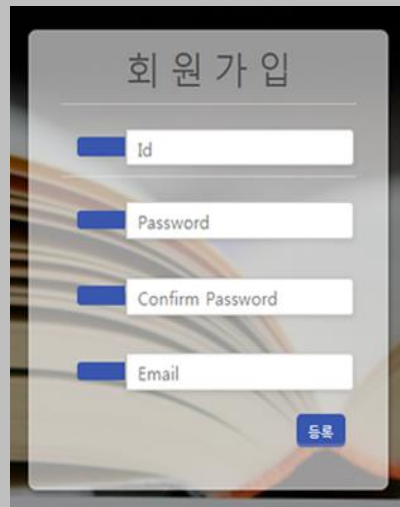 회 원 가 입
Id
Password
Confirm Password
Email
등록